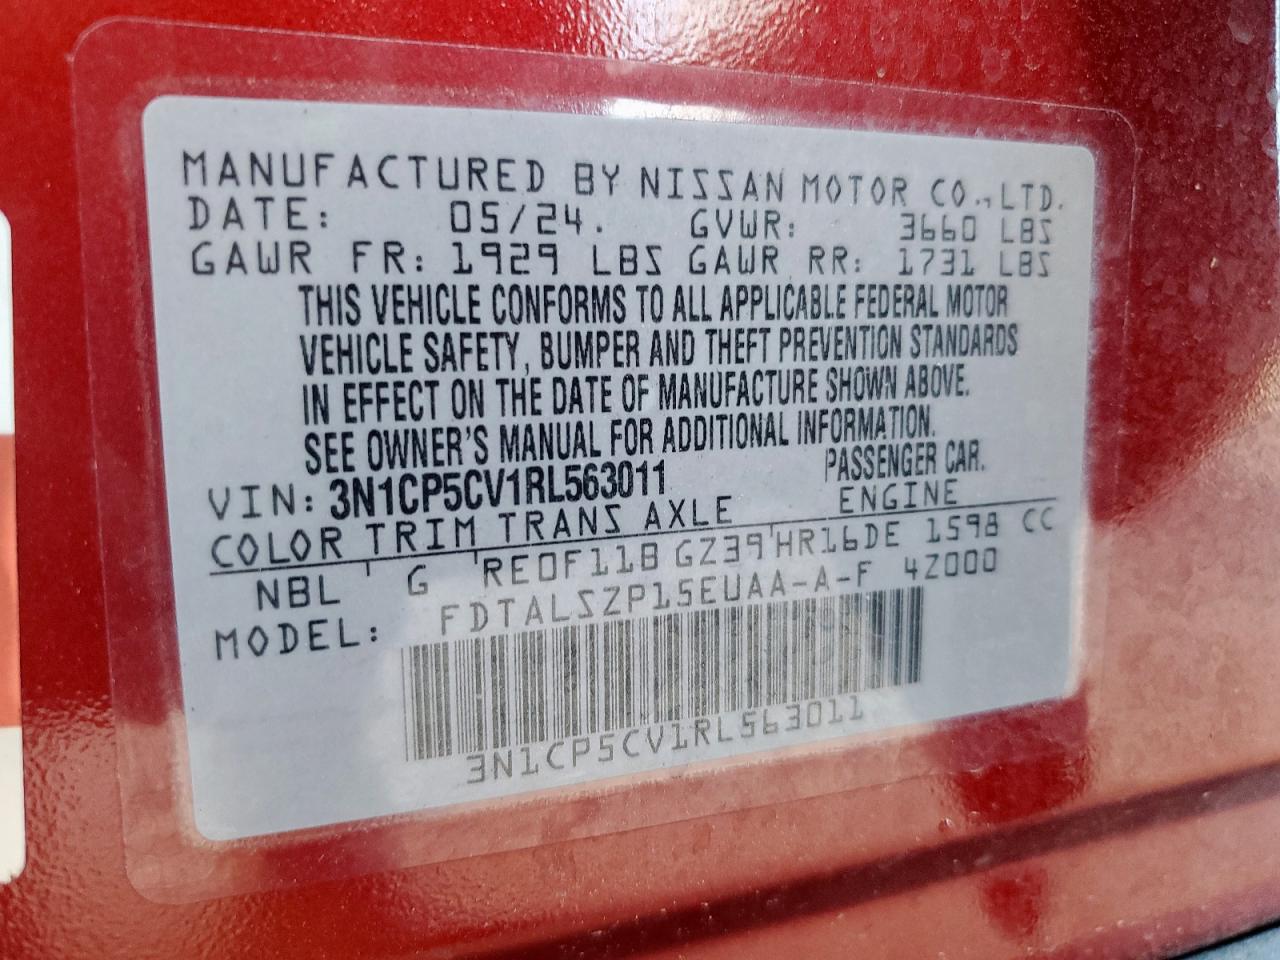 MANUFACTURED BY NISSAN MOTOR CO.,LTD.
DATE: 05/24. GVWR: 3660 LBS
GAWR FR: 1929 LBS GAWR RR: 1731 LBS
THIS VEHICLE CONFORMS TO ALL APPLICABLE FEDERAL MOTOR
VEHICLE SAFETY, BUMPER AND THEFT PREVENTION STANDARDS
IN EFFECT ON THE DATE OF MANUFACTURE SHOWN ABOVE.
SEE OWNER'S MANUAL FOR ADDITIONAL INFORMATION.
VIN: 3N1CP5CV1RL563011 PASSENGER CAR.
COLOR TRIM TRANS AXLE ENGINE
NBL G RE0F11B GZ39 HR16DE 1598 CC
MODEL: FDTALSZP15EUAA-A-F 4Z000
3N1CP5CV1RL563011